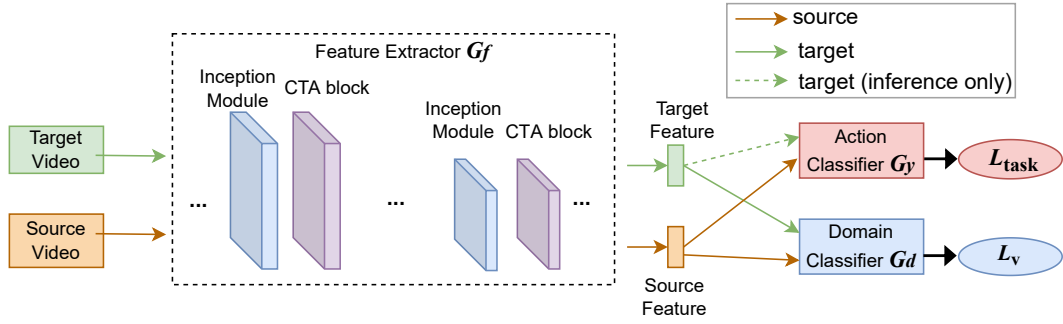 source
target
target (inference only)
Feature Extractor Gf
Inception
Module
CTA block
...
...
Inception
Module
CTA block
...
Target
Video
Source
Video
Target
Feature
Source
Feature
Action
Classifier Gy
Ltask
Domain
Classifier Gd
Lv